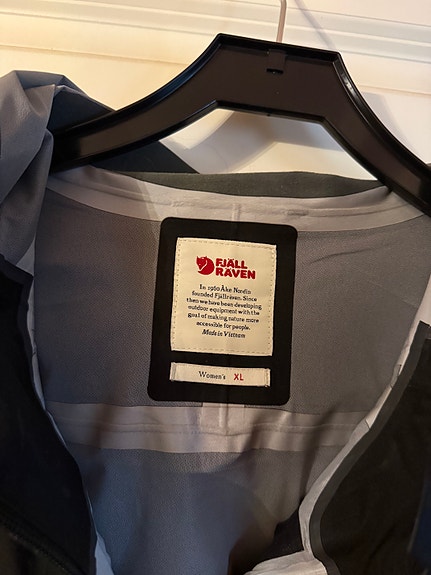 FJÄLL
RÄVEN
In 1960 Åke Nordin
founded Fjällräven. Since
then we have been developing
outdoor equipment with the
goal of making nature more
accessible for people.
Made in Vietnam
Women's XL